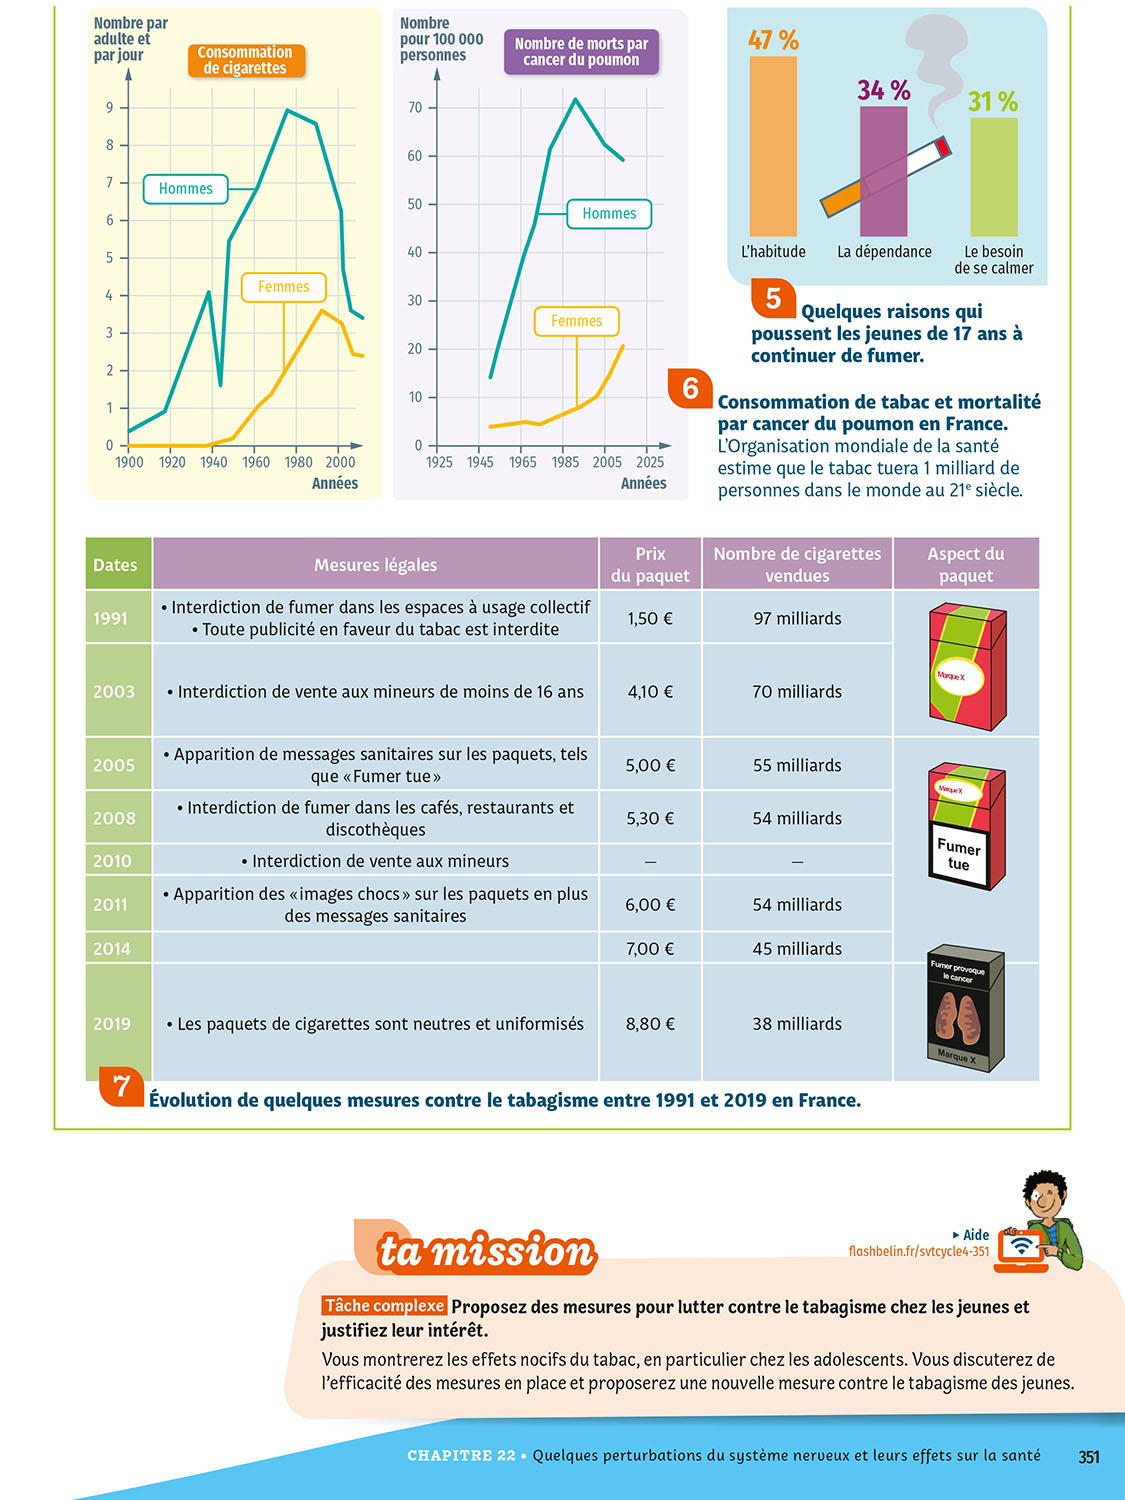 Nombre par
adulte et
par jour
Consommation
de cigarettes
9
8
7
6
5
4
3
2
1
0
Hommes
Femmes
1900 1920 1940 1960 1980 2000
Années
Nombre
pour 100 000
personnes
Nombre de morts par
cancer du poumon
70
60
50
40
30
20
10
0
Hommes
Femmes
1925 1945 1965 1985 2005 2025
Années
47 %
34 %
31 %
L'habitude
La dépendance
Le besoin
de se calmer
5 Quelques raisons qui
poussent les jeunes de 17 ans à
continuer de fumer.
6
Consommation de tabac et mortalité
par cancer du poumon en France.
L'Organisation mondiale de la santé
estime que le tabac tuera 1 milliard de
personnes dans le monde au 21e siècle.
Dates
Mesures légales
Prix
du paquet
Nombre de cigarettes
vendues
Aspect du
paquet
1991
• Interdiction de fumer dans les espaces à usage collectif
• Toute publicité en faveur du tabac est interdite
1,50 €
97 milliards
Marque X
2003
• Interdiction de vente aux mineurs de moins de 16 ans
4,10 €
70 milliards
2005
• Apparition de messages sanitaires sur les paquets, tels
que « Fumer tue »
5,00 €
55 milliards
Marque X
Fumer
tue
2008
• Interdiction de fumer dans les cafés, restaurants et
discothèques
5,30 €
54 milliards
2010
• Interdiction de vente aux mineurs
—
—
2011
• Apparition des « images chocs » sur les paquets en plus
des messages sanitaires
6,00 €
54 milliards
2014
7,00 €
45 milliards
2019
• Les paquets de cigarettes sont neutres et uniformisés
8,80 €
38 milliards
Fumer provoque
le cancer
Marque X
7 Évolution de quelques mesures contre le tabagisme entre 1991 et 2019 en France.
ta mission
► Aide
flashbelin.fr/svtcycle4-351
Tâche complexe Proposez des mesures pour lutter contre le tabagisme chez les jeunes et
justifiez leur intérêt.
Vous montrerez les effets nocifs du tabac, en particulier chez les adolescents. Vous discuterez de
l'efficacité des mesures en place et proposerez une nouvelle mesure contre le tabagisme des jeunes.
CHAPITRE 22 • Quelques perturbations du système nerveux et leurs effets sur la santé 351